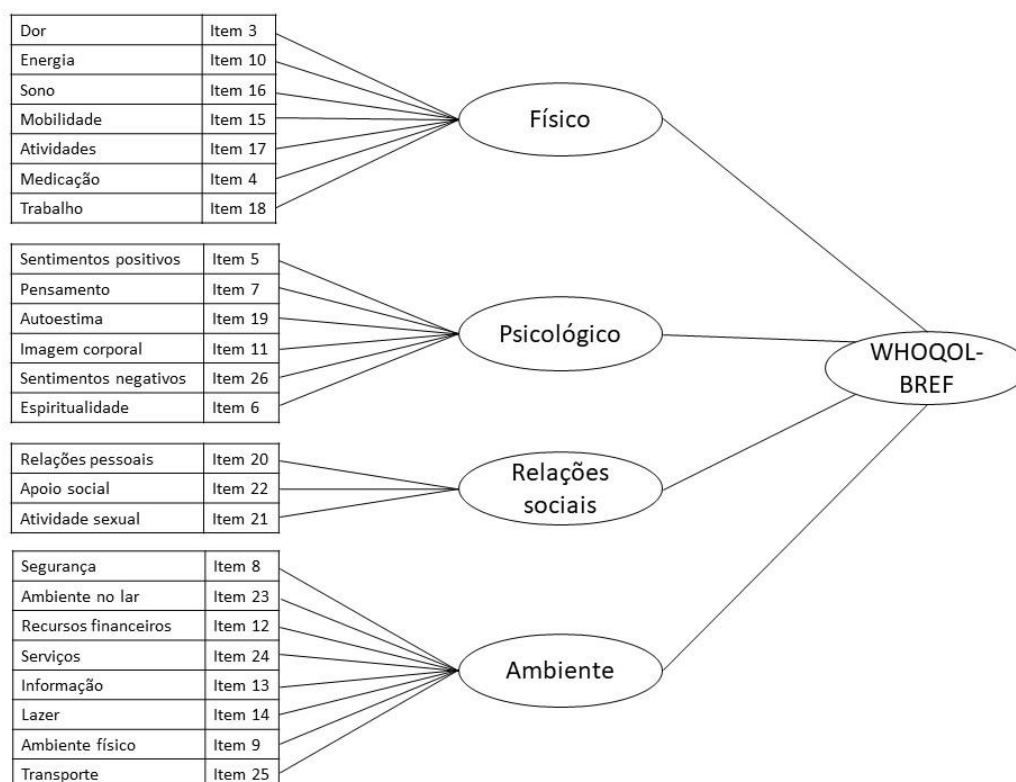 Dor Item 3
Energia Item 10
Sono Item 16
Mobilidade Item 15
Atividades Item 17
Medicação Item 4
Trabalho Item 18
Físico
Sentimentos positivos Item 5
Pensamento Item 7
Autoestima Item 19
Imagem corporal Item 11
Sentimentos negativos Item 26
Espiritualidade Item 6
Psicológico
Relações pessoais Item 20
Apoio social Item 22
Atividade sexual Item 21
Relações
sociais
Segurança Item 8
Ambiente no lar Item 23
Recursos financeiros Item 12
Serviços Item 24
Informação Item 13
Lazer Item 14
Ambiente físico Item 9
Transporte Item 25
Ambiente
WHOQOL-
BREF